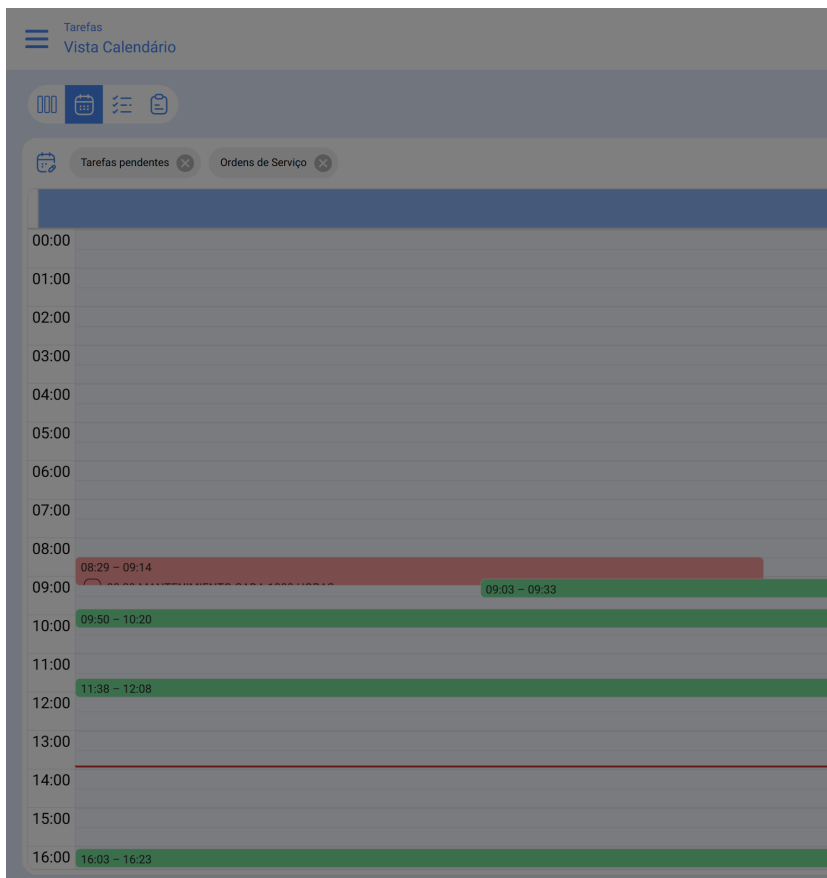 Tarefas
Vista Calendário
Tarefas pendentes
Ordens de Serviço
00:00
01:00
02:00
03:00
04:00
05:00
06:00
07:00
08:00
08:29 – 09:14
09:00
09:03 – 09:33
09:50 – 10:20
10:00
11:00
11:38 – 12:08
12:00
13:00
14:00
15:00
16:00
16:03 – 16:23